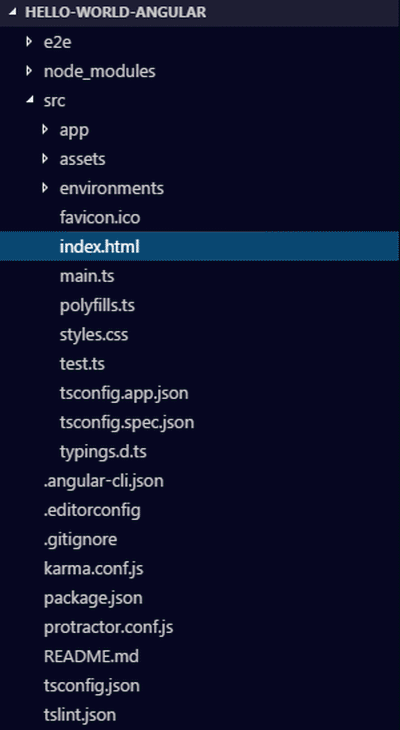 HELLO-WORLD-ANGULAR
e2e
node_modules
src
app
assets
environments
favicon.ico
index.html
main.ts
polyfills.ts
styles.css
test.ts
tsconfig.app.json
tsconfig.spec.json
typings.d.ts
.angular-cli.json
.editorconfig
.gitignore
karma.conf.js
package.json
protractor.conf.js
README.md
tsconfig.json
tslint.json